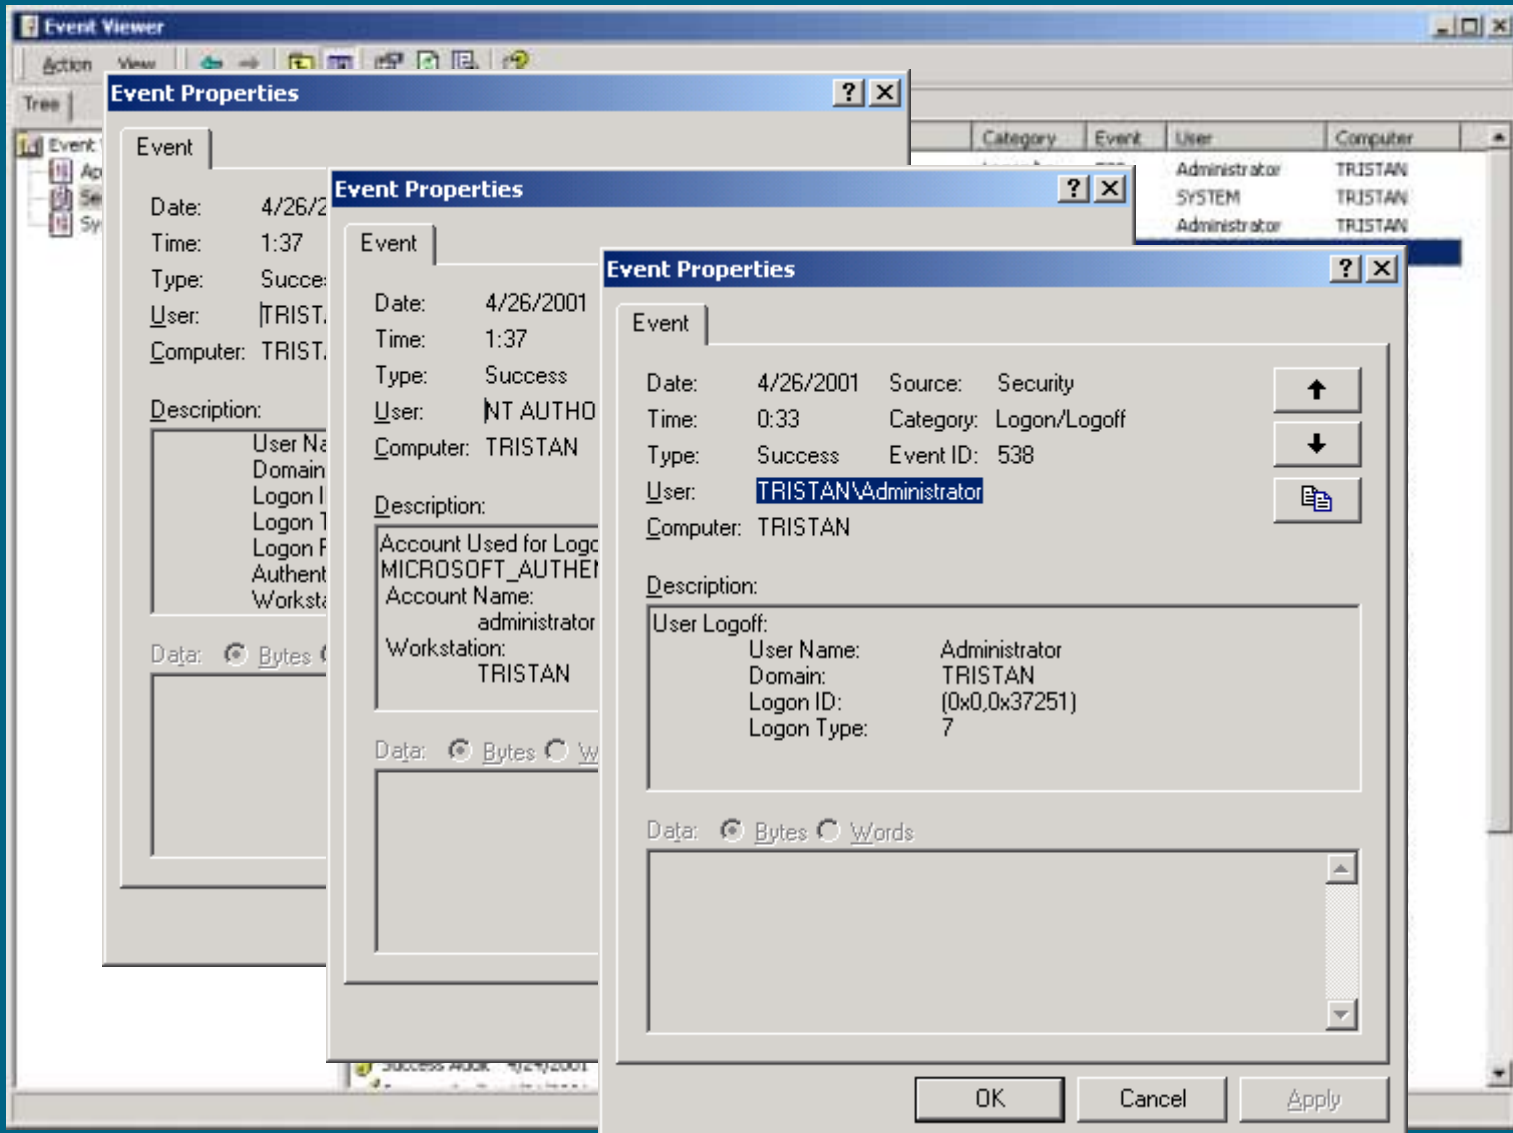 Event Viewer
Action View
Tree
Event
Category Event User Computer
Administrator TRISTAN
SYSTEM TRISTAN
Administrator TRISTAN
Event Properties
Event
Date: 4/26/2
Time: 1:37
Type: Succe
User: TRIST
Computer: TRIST
Description:
User Na
Domain
Logon I
Logon T
Logon P
Authent
Worksta
Data: Bytes
Event Properties
Event
Date: 4/26/2001
Time: 1:37
Type: Success
User: NT AUTHO
Computer: TRISTAN
Description:
Account Used for Logo
MICROSOFT_AUTHEN
Account Name:
administrator
Workstation:
TRISTAN
Data: Bytes W
Event Properties
Event
Date: 4/26/2001 Source: Security
Time: 0:33 Category: Logon/Logoff
Type: Success Event ID: 538
User: TRISTAN\Administrator
Computer: TRISTAN
Description:
User Logoff:
User Name: Administrator
Domain: TRISTAN
Logon ID: (0x0,0x37251)
Logon Type: 7
Data: Bytes Words
Success Audit 4/24/2001
OK Cancel Apply